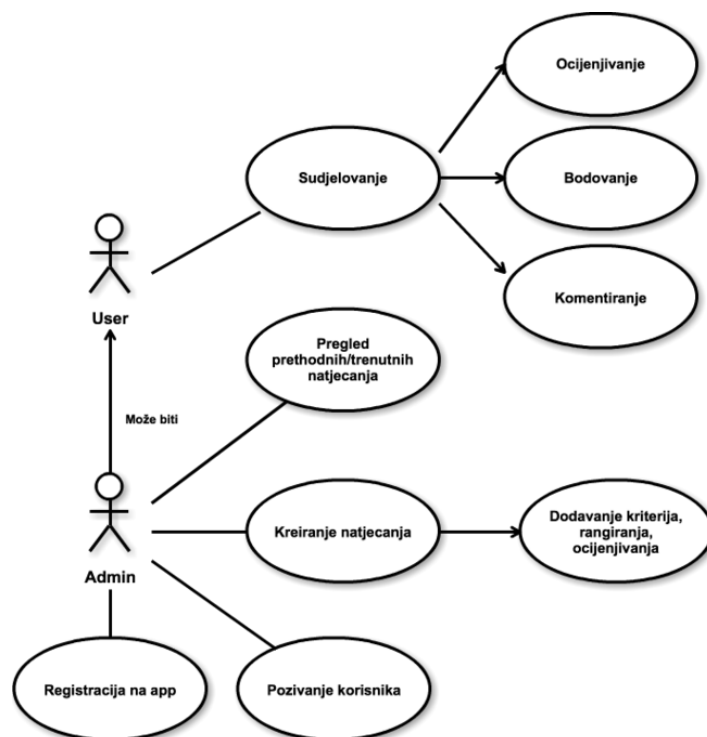 Ocijenjivanje
Sudjelovanje
Bodovanje
Komentiranje
User
Pregled
prethodnih/trenutnih
natjecanja
Može biti
Kreiranje natjecanja
Dodavanje kriterija,
rangiranja,
ocijenjivanja
Admin
Registracija na app
Pozivanje korisnika